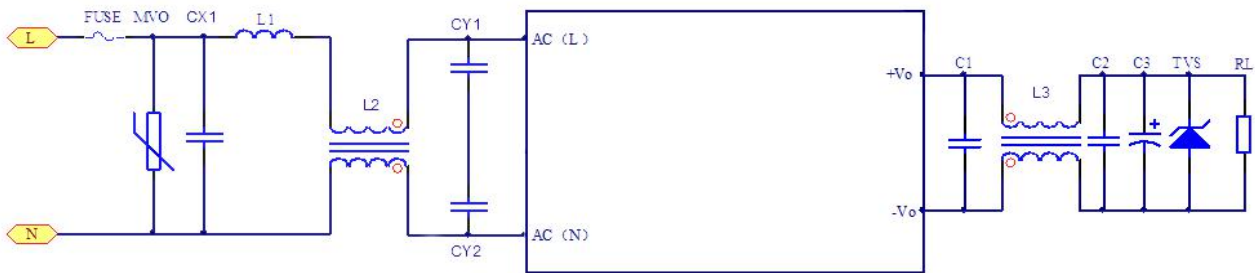 FUSE MVO CX1 L1 CY1
L
AC（L）
+Vo C1 L3 C2 C3 TVS RL
L2
+
N
AC（N）
-Vo
CY2